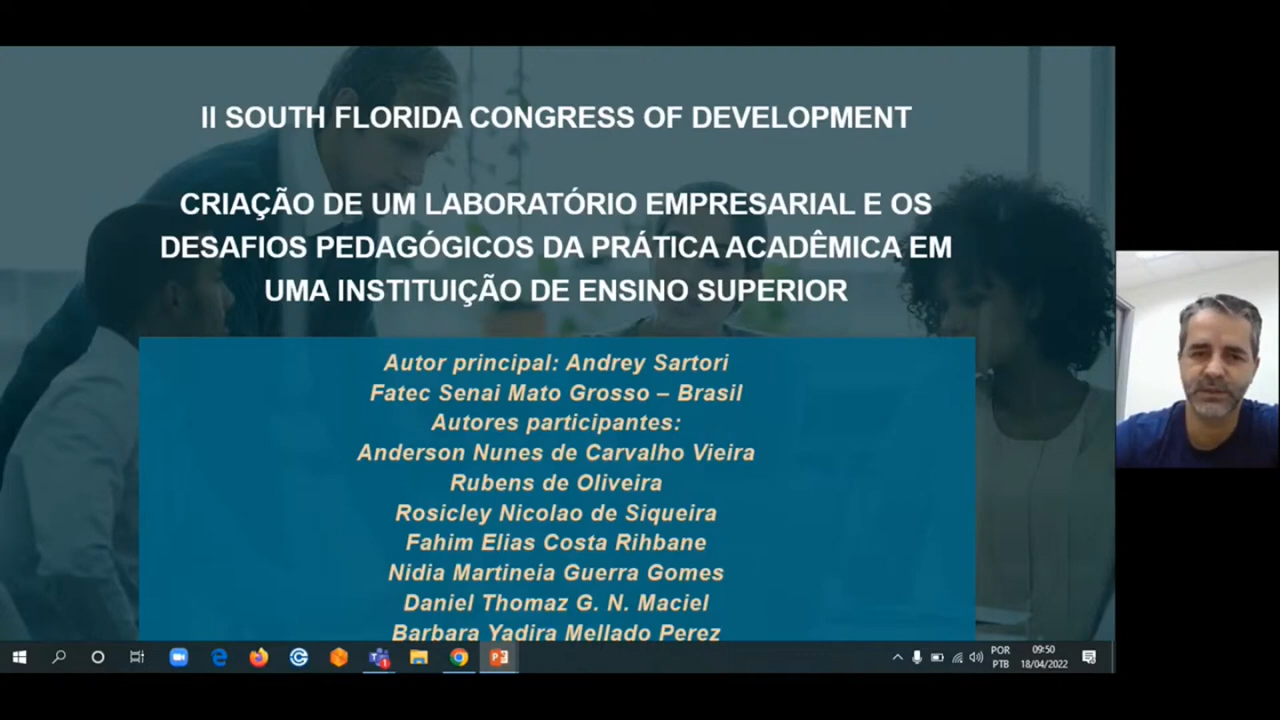 II SOUTH FLORIDA CONGRESS OF DEVELOPMENT
CRIAÇÃO DE UM LABORATÓRIO EMPRESARIAL E OS
DESAFIOS PEDAGÓGICOS DA PRÁTICA ACADÊMICA EM
UMA INSTITUIÇÃO DE ENSINO SUPERIOR
Autor principal: Andrey Sartori
Fatec Senai Mato Grosso – Brasil
Autores participantes:
Anderson Nunes de Carvalho Vieira
Rubens de Oliveira
Rosicley Nicolao de Siqueira
Fahim Elias Costa Rihbane
Nidia Martineia Guerra Gomes
Daniel Thomaz G. N. Maciel
Barbara Yadira Mellado Perez
POR
PTB
09:50
18/04/2022